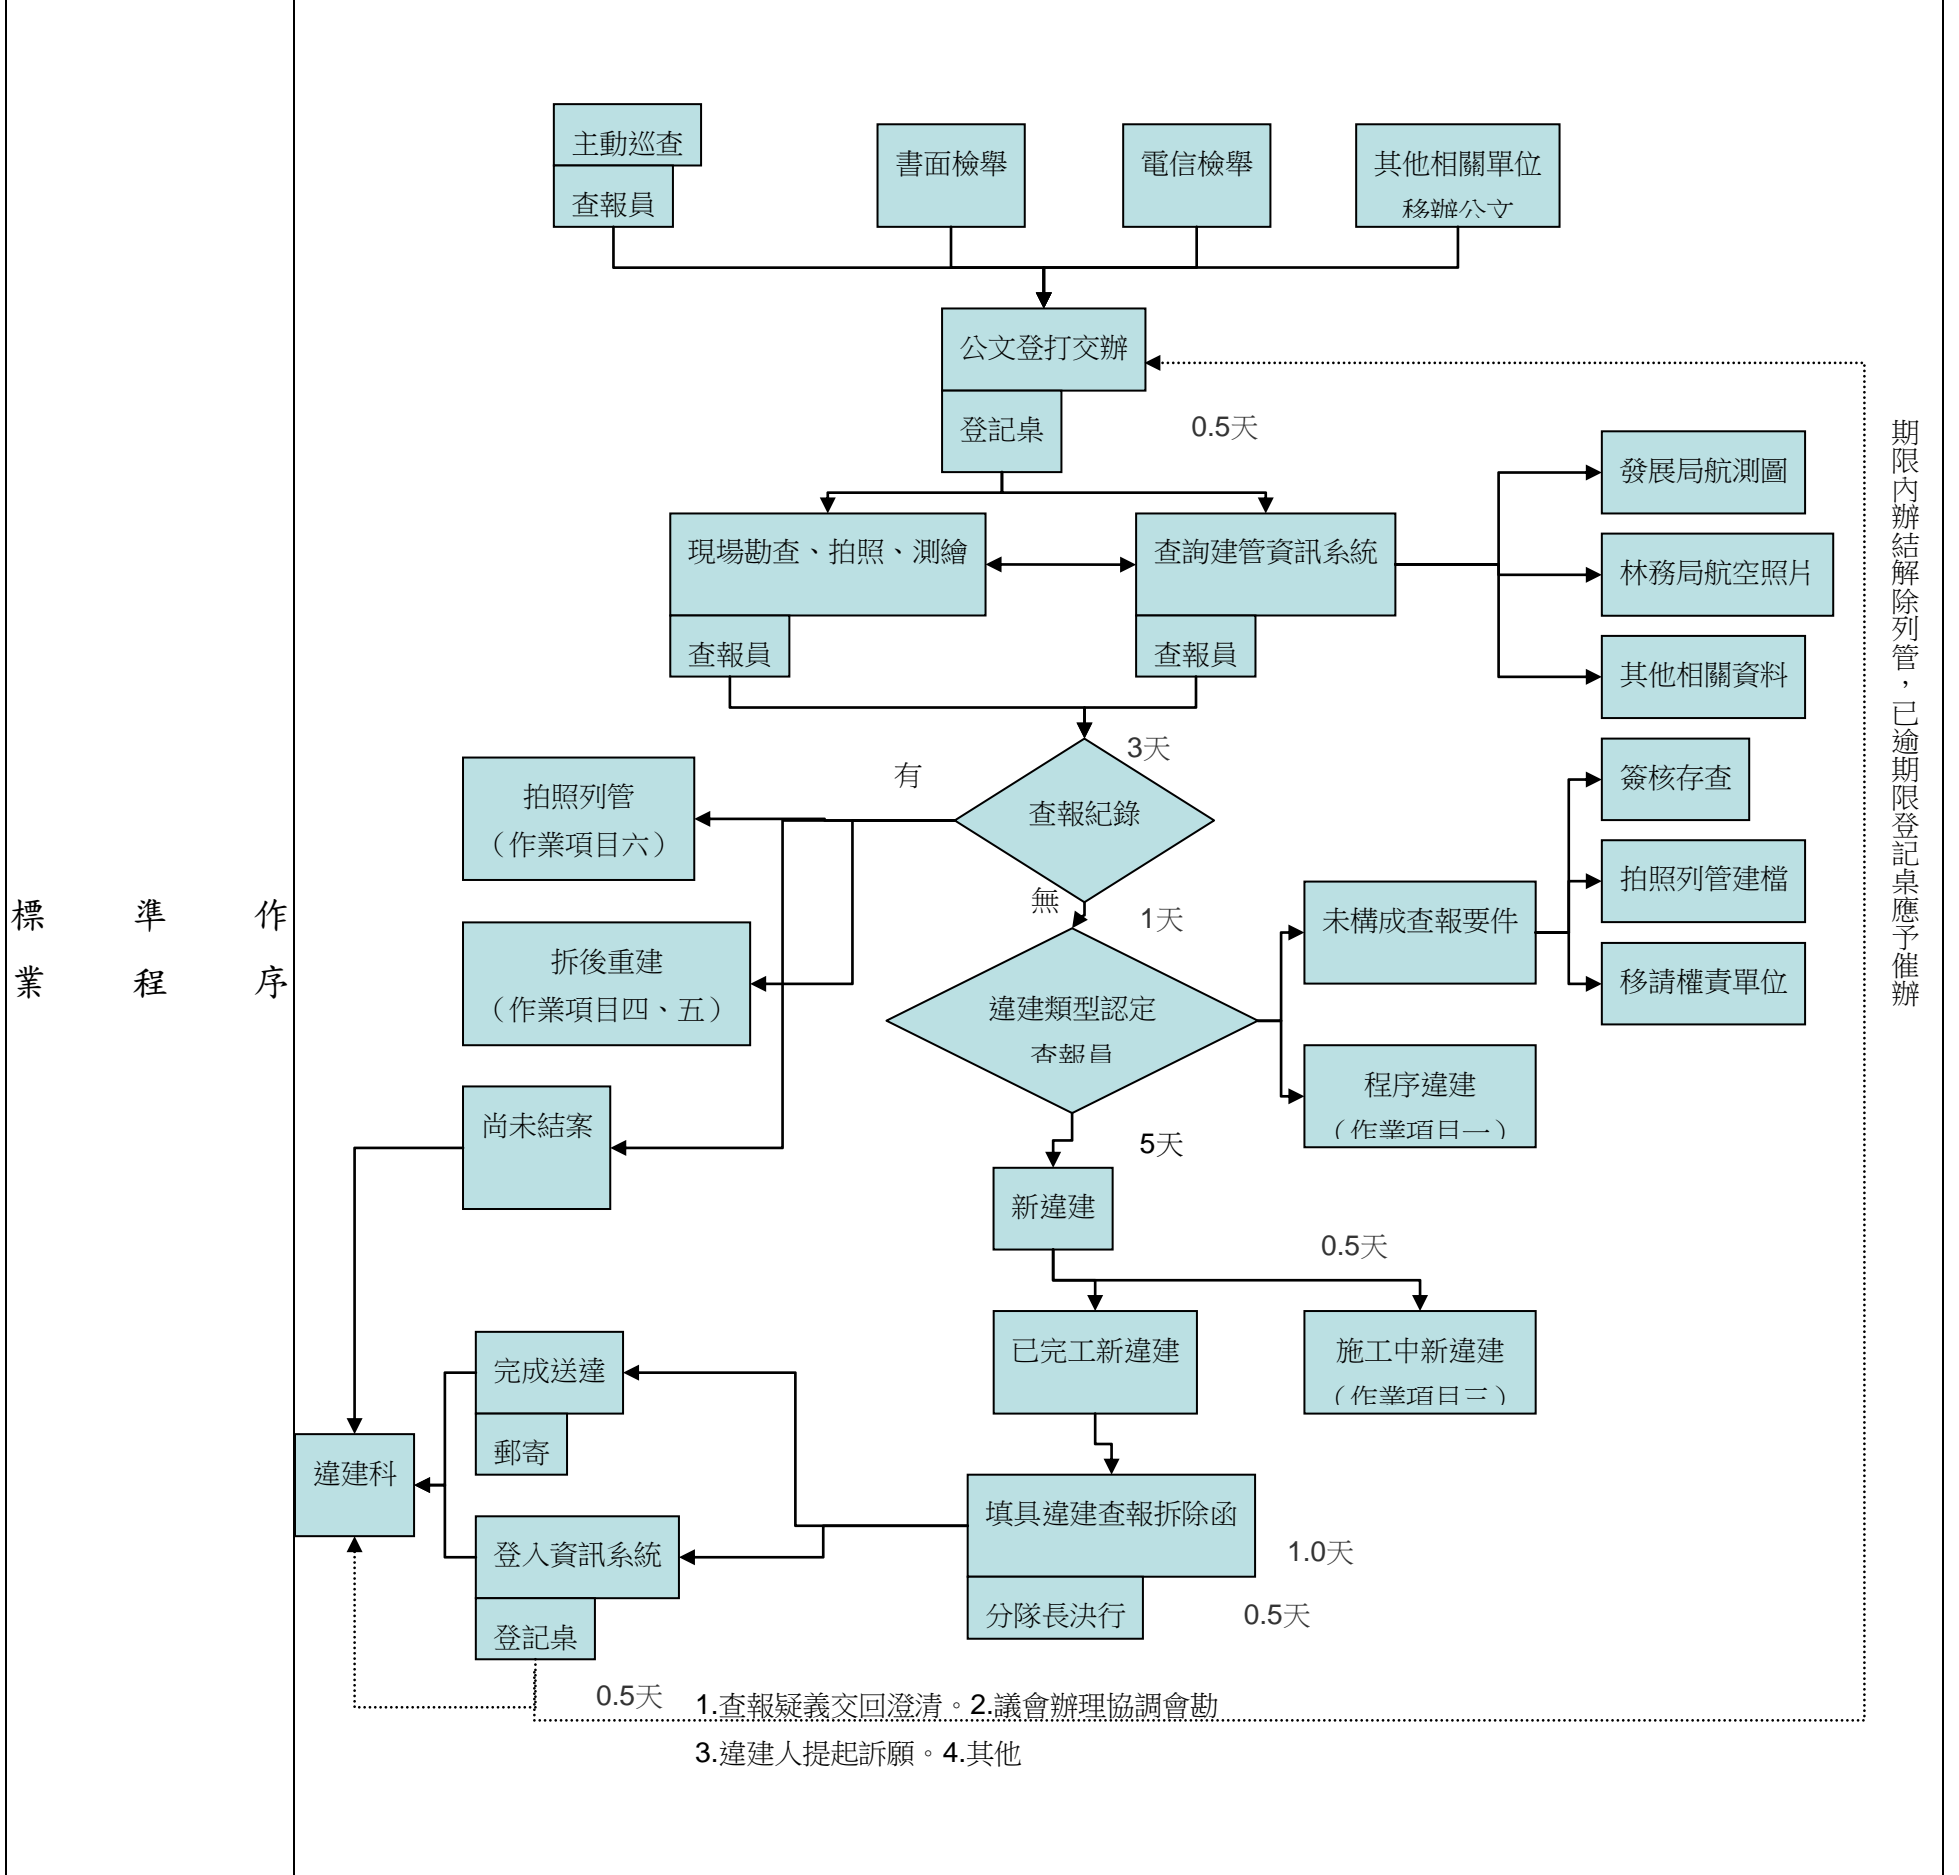 標準作
業程序
主動巡查
查報員
書面檢舉
電信檢舉
其他相關單位
移辦公文
公文登打交辦
登記桌
0.5天
現場勘查、拍照、測繪
查報員
查詢建管資訊系統
查報員
發展局航測圖
林務局航空照片
其他相關資料
3天
查報紀錄
有
無
拍照列管
（作業項目六）
拆後重建
（作業項目四、五）
尚未結案
1天
違建類型認定
查報員
未構成查報要件
簽核存查
拍照列管建檔
移請權責單位
程序違建
（作業項目一）
5天
新違建
0.5天
已完工新違建
施工中新違建
（作業項目三）
填具違建查報拆除函
1.0天
分隊長決行
0.5天
完成送達
郵寄
登入資訊系統
登記桌
違建科
0.5天
1.查報疑義交回澄清。2.議會辦理協調會勘
3.違建人提起訴願。4.其他
期限內辦結解除列管，已逾期限登記桌應予催辦